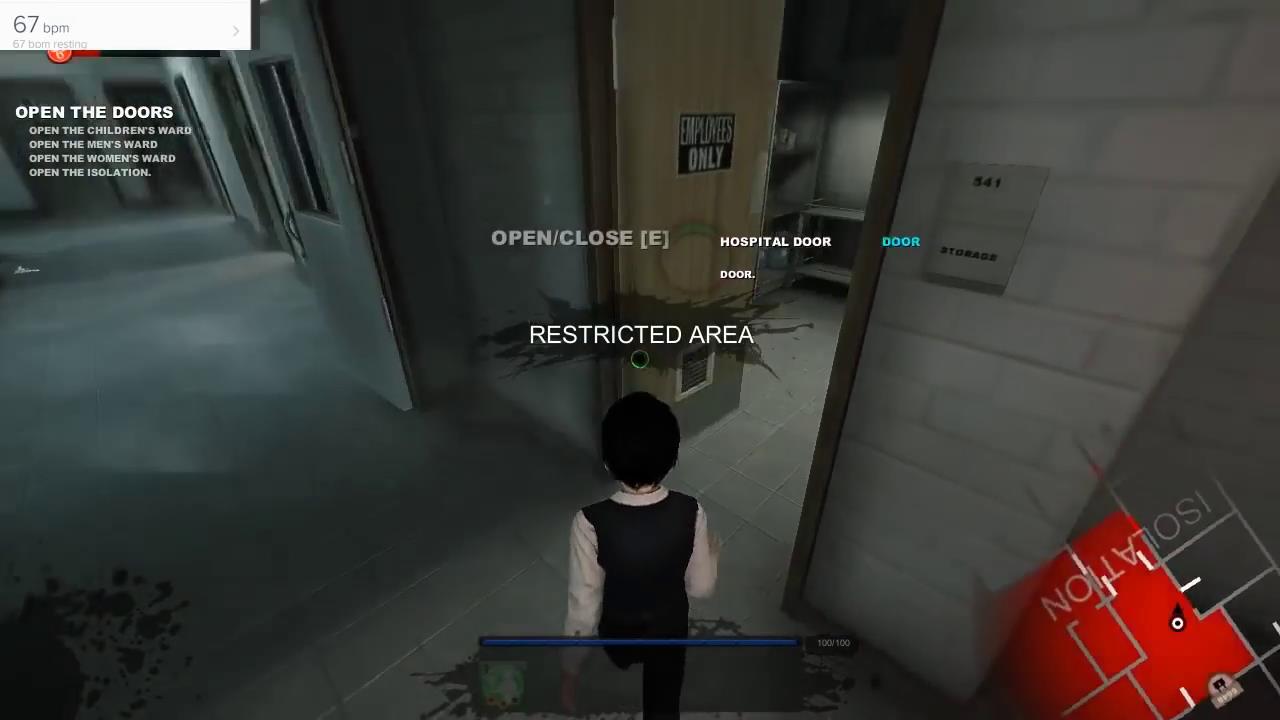 67 bpm
67 bpm resting
OPEN THE DOORS
OPEN THE CHILDREN'S WARD
OPEN THE MEN'S WARD
OPEN THE WOMEN'S WARD
OPEN THE ISOLATION.
EMPLOYEES
ONLY
541
STORAGE
OPEN/CLOSE [E]
HOSPITAL DOOR
DOOR
DOOR.
RESTRICTED AREA
ISOLATION
100/100